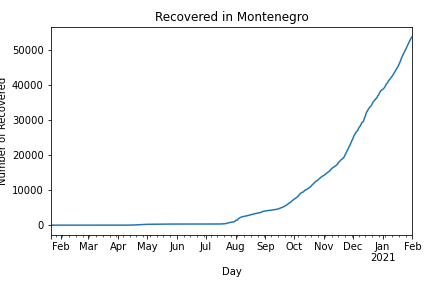 Recovered in Montenegro
Number of Recovered
50000
40000
30000
20000
10000
0
Feb Mar Apr May Jun Jul Aug Sep Oct Nov Dec Jan Feb
2021
Day